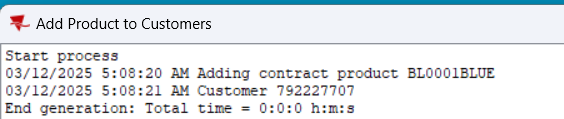 Add Product to Customers
Start process
03/12/2025 5:08:20 AM Adding contract product BL0001BLUE
03/12/2025 5:08:21 AM Customer 792227707
End generation: Total time = 0:0:0 h:m:s